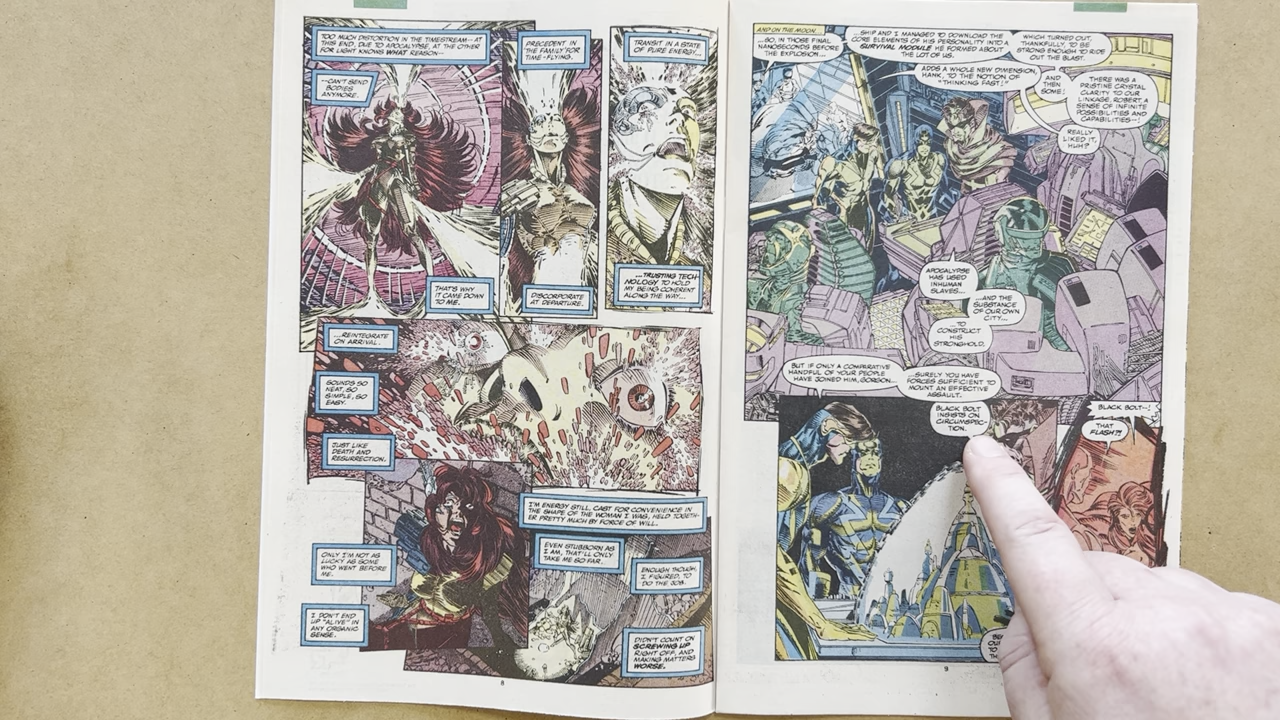 TOO MUCH DISTORTION IN THE TIMESTREAM--AT
THIS END, DUE TO APOCALYPSE, AT THE OTHER
FOR LIGHT KNOWS WHAT REASON--
--CAN'T SEND
BODIES
ANYMORE.
THAT'S WHY
IT CAME DOWN
TO ME.
PRECEDENT IN
THE FAMILY FOR
TIME-FLYING.
DISCORPORATE
AT DEPARTURE.
TRANSIT IN A STATE
OF PURE ENERGY...
...TRUSTING TECH-
NOLOGY TO HOLD
MY BEING COHERENT
ALONG THE WAY...
...REINTEGRATE
ON ARRIVAL.
SOUNDS SO
NEAT, SO
SIMPLE, SO
EASY.
JUST LIKE
DEATH AND
RESURRECTION.
ONLY I'M NOT AS
LUCKY AS SOME
WHO WENT BEFORE
ME.
I DON'T END
UP "ALIVE" IN
ANY ORGANIC
SENSE.
I'M ENERGY STILL, CAST FOR CONVENIENCE IN
THE SHAPE OF THE WOMAN I WAS, HELD TOGETH-
ER PRETTY MUCH BY FORCE OF WILL.
EVEN STUBBORN AS
I AM, THAT'LL ONLY
TAKE ME SO FAR.
ENOUGH THOUGH,
I FIGURED, TO
DO THE JOB.
DIDN'T COUNT ON
SCREWING UP
RIGHT OFF, AND
MAKING MATTERS
WORSE.
8
AND ON THE MOON...
...SO, IN THOSE FINAL
NANOSECONDS BEFORE
THE EXPLOSION...
SHIP AND I MANAGED TO DOWNLOAD THE
CORE ELEMENTS OF HIS PERSONALITY INTO A
SURVIVAL MODULE HE FORMED ABOUT
THE LOT OF US.
WHICH TURNED,
THANKFULLY, TO BE
STRONG ENOUGH TO RIDE
OUT THE BLAST.
ADDS A WHOLE NEW DIMENSION,
HANK, TO THE NOTION OF
"THINKING FAST!"
AND
THEN
SOME!
THERE WAS A
PRISTINE CRYSTAL
CLARITY TO OUR
LINKAGE, ROBERT, A
SENSE OF INFINITE
POSSIBILITIES AND
CAPABILITIES--!
REALLY
LIKED IT,
HUH?
APOCALYPSE
HAS USED
INHUMAN
SLAVES...
...AND THE
SUBSTANCE
OF OUR OWN
CITY...
...TO
CONSTRUCT
HIS
STRONGHOLD.
BUT IF ONLY A COMPARATIVE
HANDFUL OF YOUR PEOPLE
HAVE JOINED HIM, GORGON...
...SURELY YOU HAVE
FORCES SUFFICIENT TO
MOUNT AN EFFECTIVE
ASSAULT.
BLACK BOLT
INSISTS ON
CIRCUMSPEC-
TION.
BLACK BOLT--!
THAT
FLASH?!
9